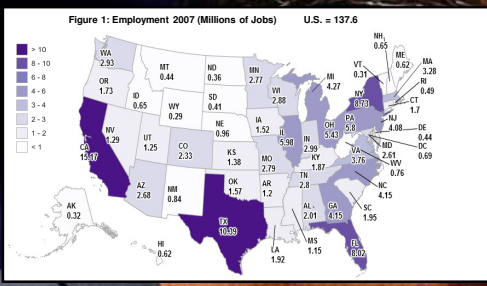 Figure 1: Employment 2007 (Millions of Jobs) U.S. = 137.6
> 10
8 - 10
6 - 8
4 - 6
3 - 4
2 - 3
1 - 2
< 1
WA
2.93
OR
1.73
CA
15.17
NV
1.29
ID
0.65
MT
0.44
WY
0.29
UT
1.25
AZ
2.68
CO
2.33
NM
0.84
ND
0.36
SD
0.41
NE
0.96
KS
1.38
OK
1.57
TX
10.39
MN
2.77
IA
1.52
MO
2.79
AR
1.2
LA
1.92
WI
2.88
IL
5.98
MI
4.27
IN
2.99
OH
5.43
KY
1.87
TN
2.8
MS
1.15
AL
2.01
GA
4.15
FL
8.02
SC
1.95
NC
4.15
VA
3.76
WV
0.76
PA
5.8
NY
8.73
VT
0.31
NH
0.65
ME
0.62
MA
3.28
RI
0.49
CT
1.7
NJ
4.08
DE
0.44
MD
2.61
DC
0.69
AK
0.32
HI
0.62